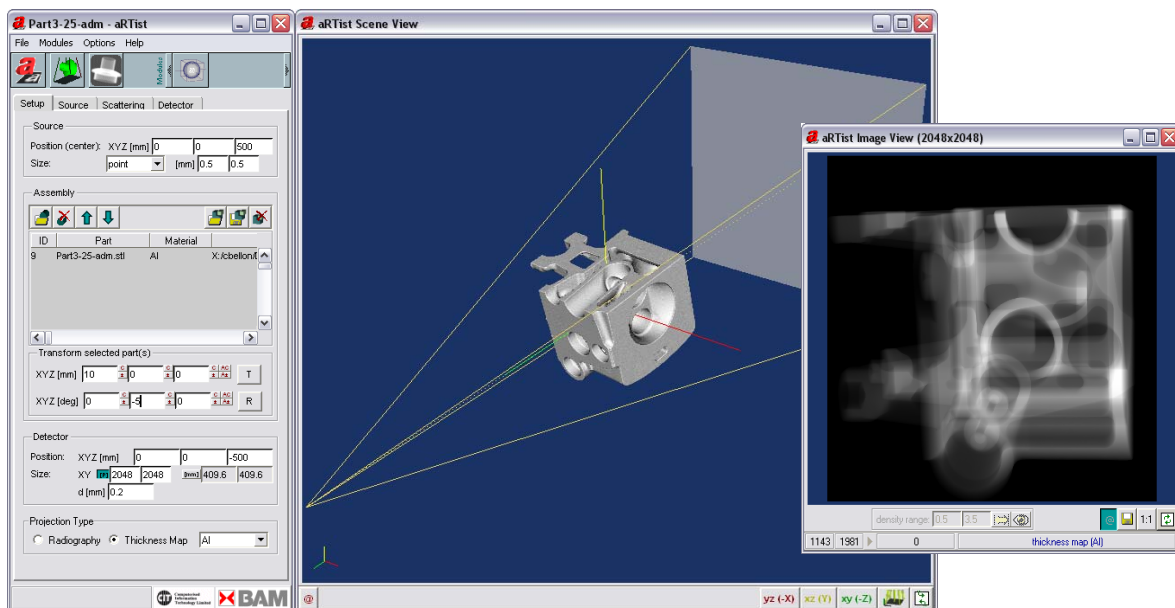 Part3-25-adm - aRTist
File Modules Options Help
Modules
Setup Source Scattering Detector
Source
Position (center): XYZ [mm] 0 0 500
Size: point [mm] 0.5 0.5
Assembly
ID Part Material
9 Part3-25-adm.stl Al X:/cbellon/
Transform selected part(s)
XYZ [mm] 10 0 0 T
XYZ [deg] 0 -5 0 R
Detector
Position: XYZ [mm] 0 0 -500
Size: XY [P] 2048 2048 [mm] 409.6 409.6
d [mm] 0.2
Projection Type
Radiography Thickness Map Al
CIT Computerised Information Technology Limited BAM
aRTist Scene View
@ yz (-X) xz (Y) xy (-Z)
aRTist Image View (2048x2048)
density range: 0.5 3.5 @ 1:1
1143 1981 0 thickness map (Al)